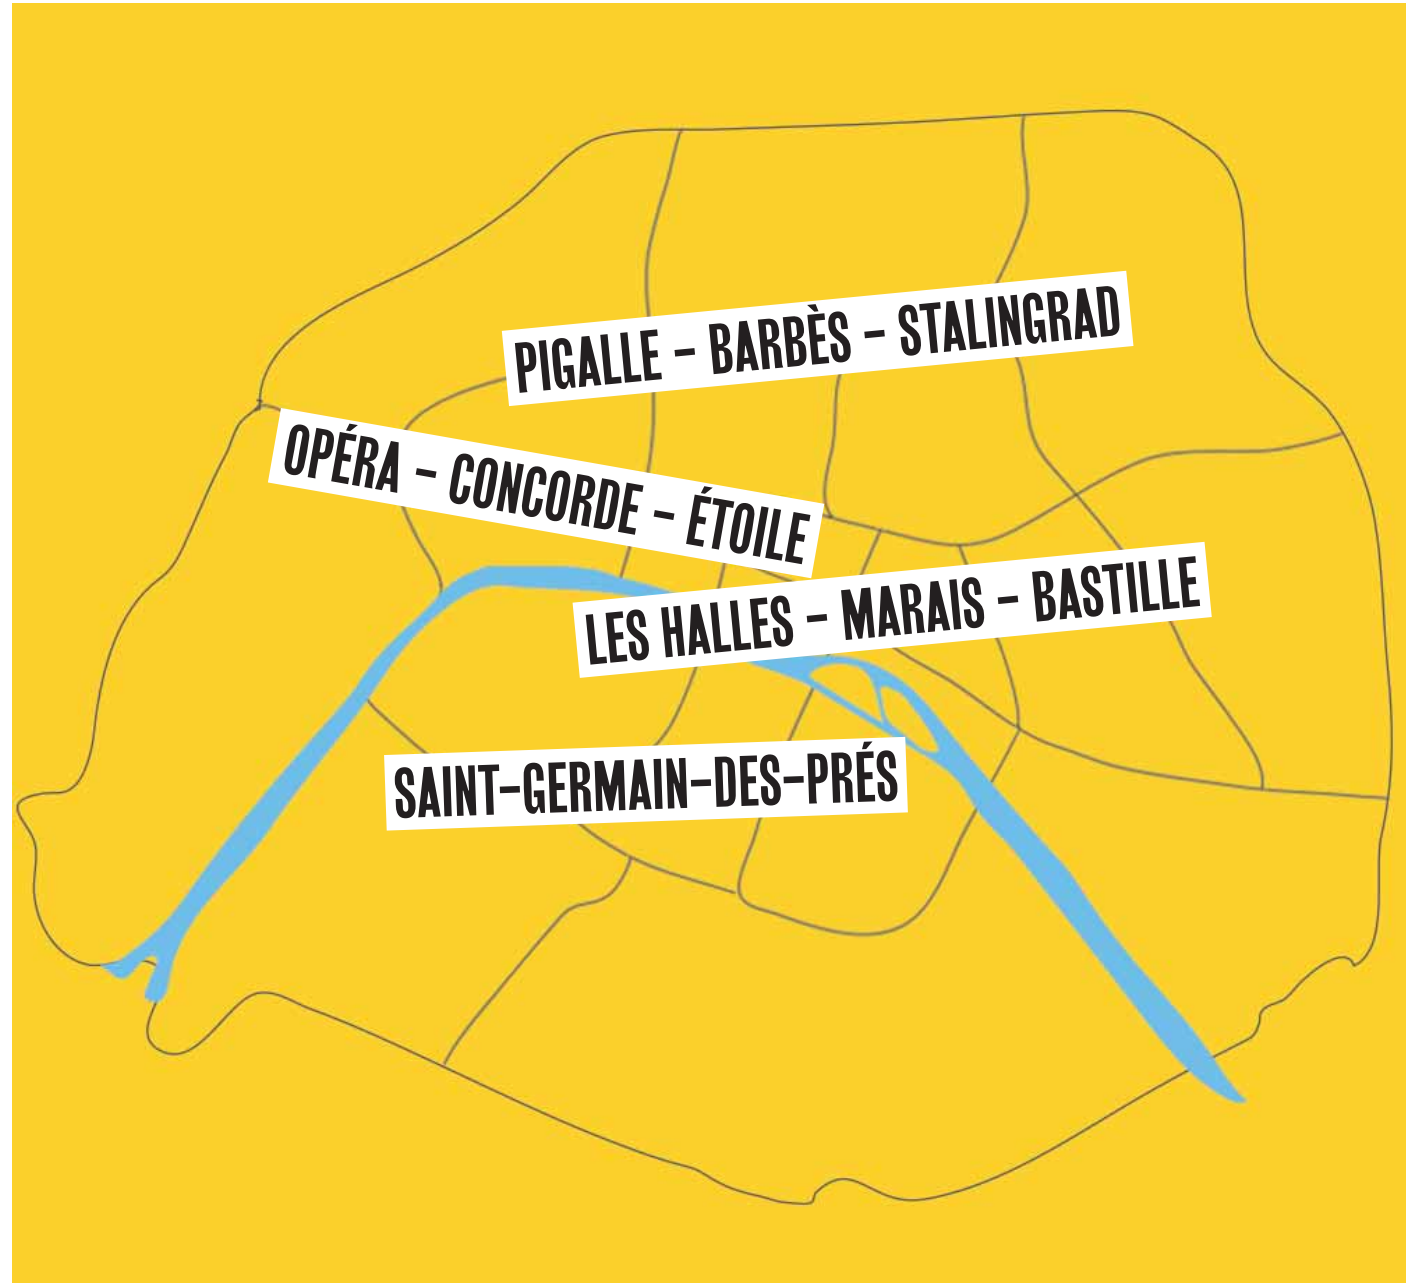 PIGALLE – BARBÈS – STALINGRAD
OPÉRA – CONCORDE – ÉTOILE
LES HALLES – MARAIS – BASTILLE
SAINT-GERMAIN-DES-PRÉS